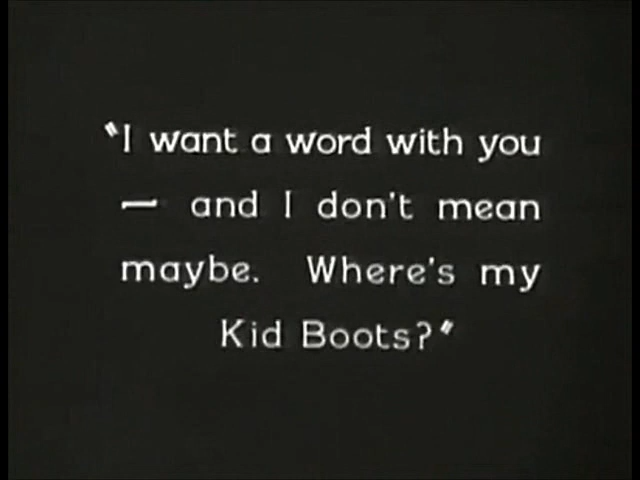 "I want a word with you
— and I don't mean
maybe. Where's my
Kid Boots?"